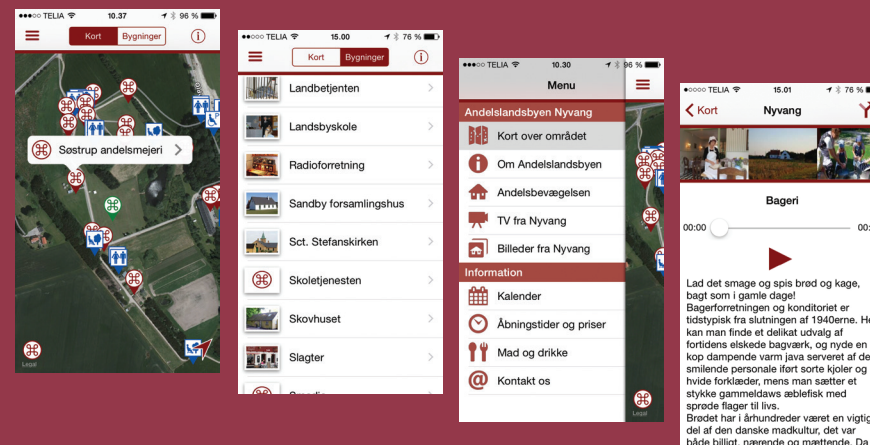 TELIA 10.37 96 %
Kort Bygninger i
Søstrup andelsmejeri
Legal
TELIA 15.00 76 %
Kort Bygninger i
Landbetjenten
Landsbyskole
Radioforretning
Sandby forsamlingshus
Sct. Stefanskirken
Skoletjenesten
Skovhuset
Slagter
TELIA 10.30 96 %
Menu
Andelslandsbyen Nyvang
Kort over området
Om Andelslandsbyen
Andelsbevægelsen
TV fra Nyvang
Billeder fra Nyvang
Information
Kalender
Åbningstider og priser
Mad og drikke
Kontakt os
Legal
TELIA 15.01 76 %
Kort Nyvang
Bageri
00:00 00:
Lad det smage og spis brød og kage,
bagt som i gamle dage!
Bagerforretningen og konditoriet er
tidstypisk fra slutningen af 1940erne. He
kan man finde et delikat udvalg af
fortidens elskede bagværk, og nyde en
kop dampende varm java serveret af de
smilende personale iført sorte kjoler og
hvide forklæder, mens man sætter et
stykke gammeldaws æblefisk med
sprøde flager til livs.
Brødet har i århundreder været en vigtig
del af den danske madkultur, det var
både billigt, nærende og mættende. Da